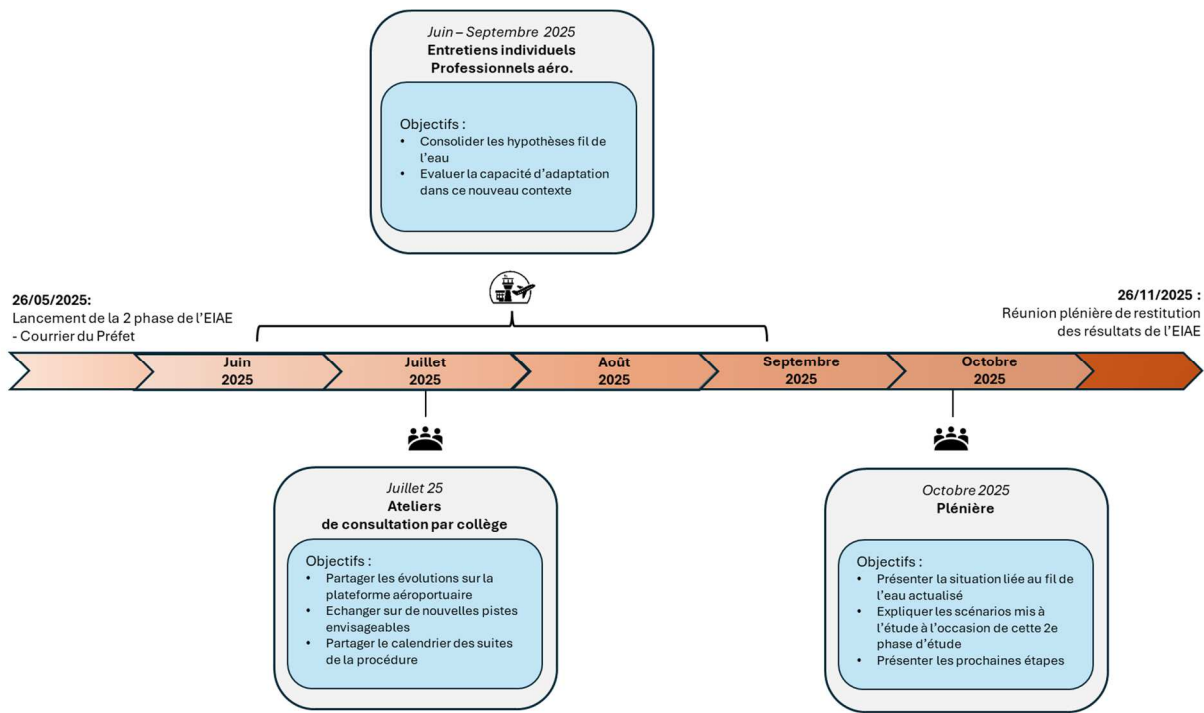 Juin – Septembre 2025
Entretiens individuels
Professionnels aéro.
Objectifs :
• Consolider les hypothèses fil de
l’eau
• Evaluer la capacité d’adaptation
dans ce nouveau contexte
26/05/2025:
Lancement de la 2 phase de l’EIAE
- Courrier du Préfet
26/11/2025 :
Réunion plénière de restitution
des résultats de l’EIAE
Juin
2025
Juillet
2025
Août
2025
Septembre
2025
Octobre
2025
Juillet 25
Ateliers
de consultation par collège
Objectifs :
• Partager les évolutions sur la
plateforme aéroportuaire
• Echanger sur de nouvelles pistes
envisageables
• Partager le calendrier des suites
de la procédure
Octobre 2025
Plénière
Objectifs :
• Présenter la situation liée au fil de
l’eau actualisé
• Expliquer les scénarios mis à
l’étude à l’occasion de cette 2e
phase d’étude
• Présenter les prochaines étapes